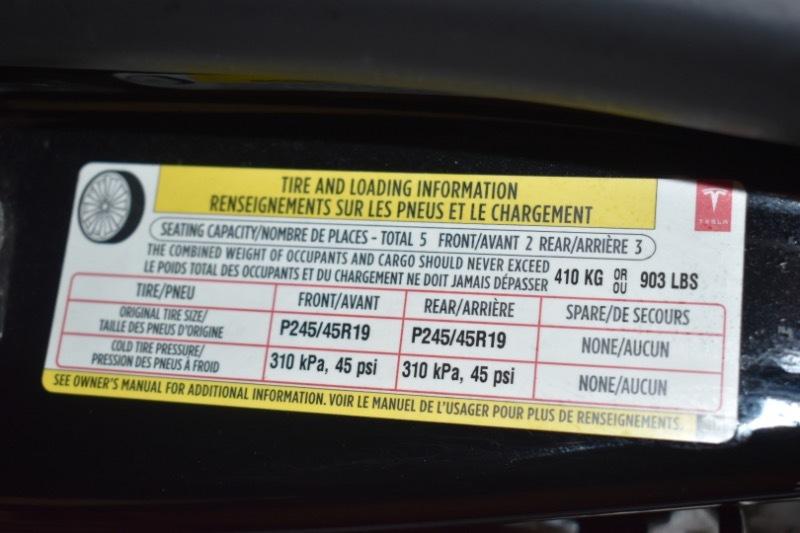 TIRE AND LOADING INFORMATION
RENSEIGNEMENTS SUR LES PNEUS ET LE CHARGEMENT
TESLA
SEATING CAPACITY/NOMBRE DE PLACES - TOTAL 5 FRONT/AVANT 2 REAR/ARRIÈRE 3
THE COMBINED WEIGHT OF OCCUPANTS AND CARGO SHOULD NEVER EXCEED
LE POIDS TOTAL DES OCCUPANTS ET DU CHARGEMENT NE DOIT JAMAIS DÉPASSER
410 KG OR OU 903 LBS
TIRE/PNEU FRONT/AVANT REAR/ARRIÈRE SPARE/DE SECOURS
ORIGINAL TIRE SIZE/
TAILLE DES PNEUS D'ORIGINE
P245/45R19 P245/45R19 NONE/AUCUN
COLD TIRE PRESSURE/
PRESSION DES PNEUS À FROID
310 kPa, 45 psi 310 kPa, 45 psi NONE/AUCUN
SEE OWNER'S MANUAL FOR ADDITIONAL INFORMATION. VOIR LE MANUEL DE L'USAGER POUR PLUS DE RENSEIGNEMENTS.